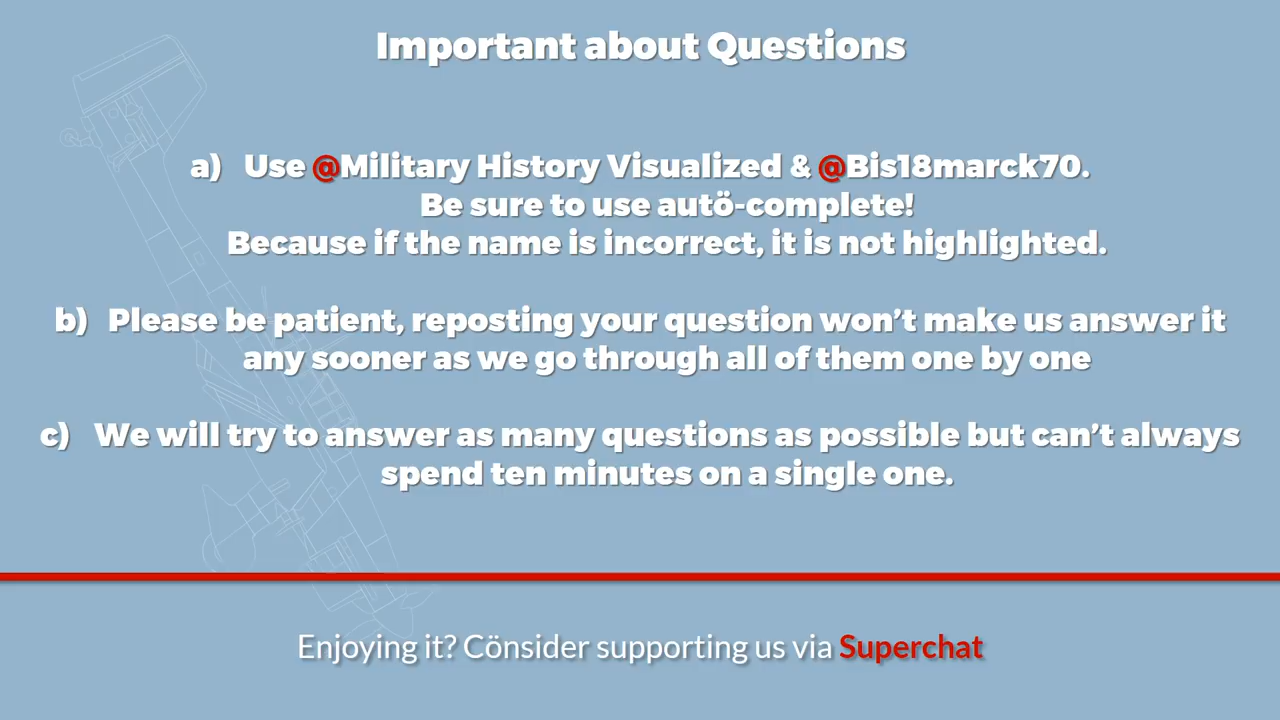 Important about Questions
a) Use @Military History Visualized & @Bis18marck70.
Be sure to use autö-complete!
Because if the name is incorrect, it is not highlighted.
b) Please be patient, reposting your question won’t make us answer it
any sooner as we go through all of them one by one
c) We will try to answer as many questions as possible but can’t always
spend ten minutes on a single one.
Enjoying it? Cönsider supporting us via Superchat